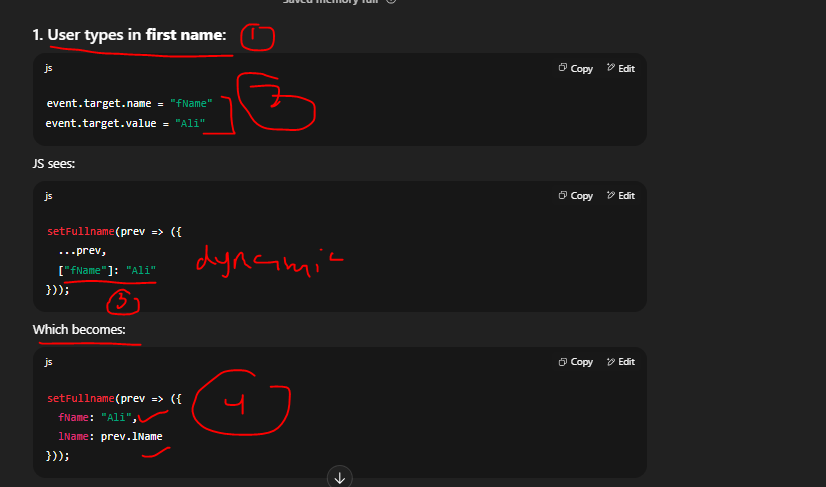 Saved memory full
1. User types in first name: 1
js Copy Edit
event.target.name = "fName"
event.target.value = "Ali"
2
JS sees:
js Copy Edit
setFullname(prev => ({
...prev,
["fName"]: "Ali"
}));
dynamic
3
Which becomes:
js Copy Edit
setFullname(prev => ({
fName: "Ali",
lName: prev.lName
}));
4